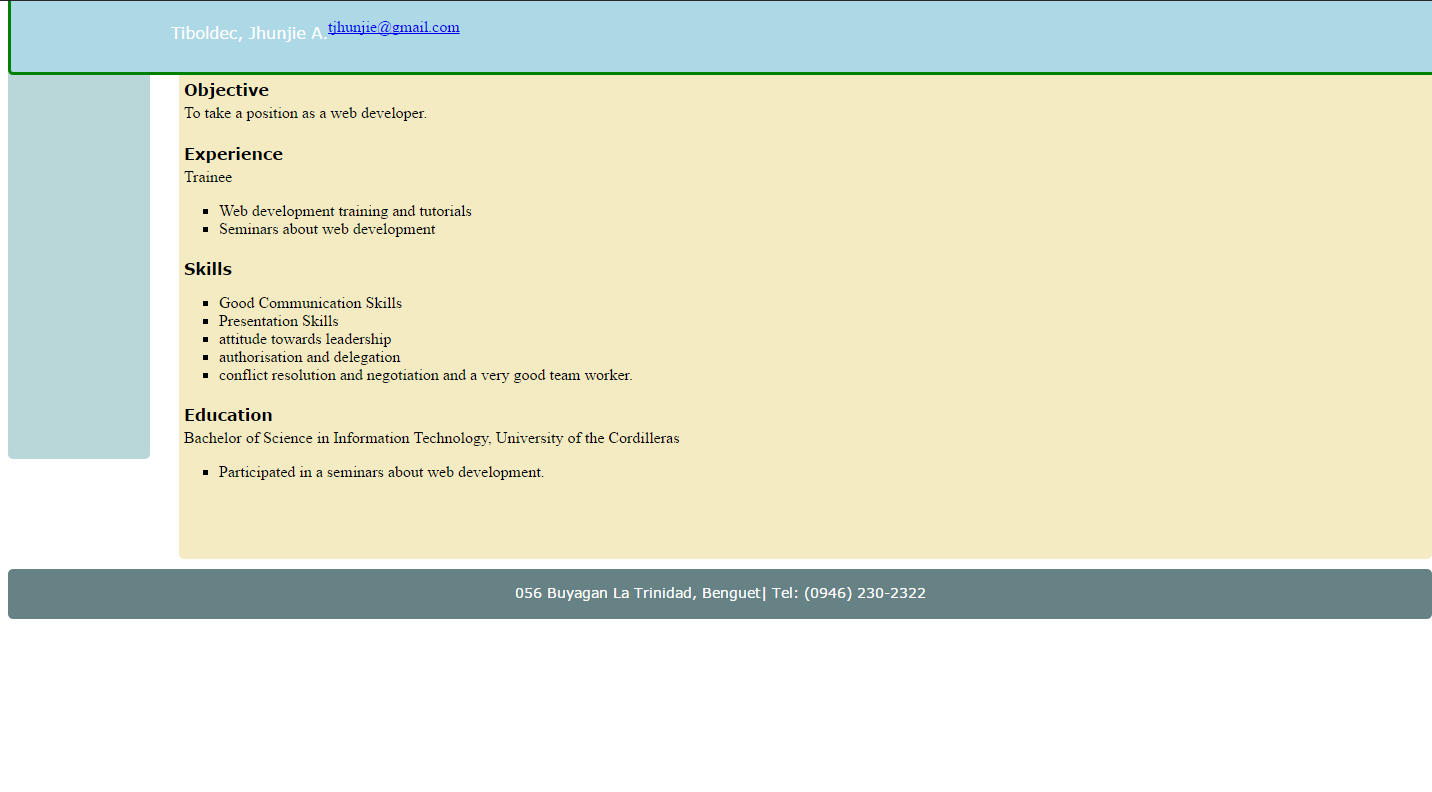 Tiboldec, Jhunjie A.tjhunjie@gmail.com
Objective
To take a position as a web developer.
Experience
Trainee
Web development training and tutorials
Seminars about web development
Skills
Good Communication Skills
Presentation Skills
attitude towards leadership
authorisation and delegation
conflict resolution and negotiation and a very good team worker.
Education
Bachelor of Science in Information Technology, University of the Cordilleras
Participated in a seminars about web development.
056 Buyagan La Trinidad, Benguet| Tel: (0946) 230-2322